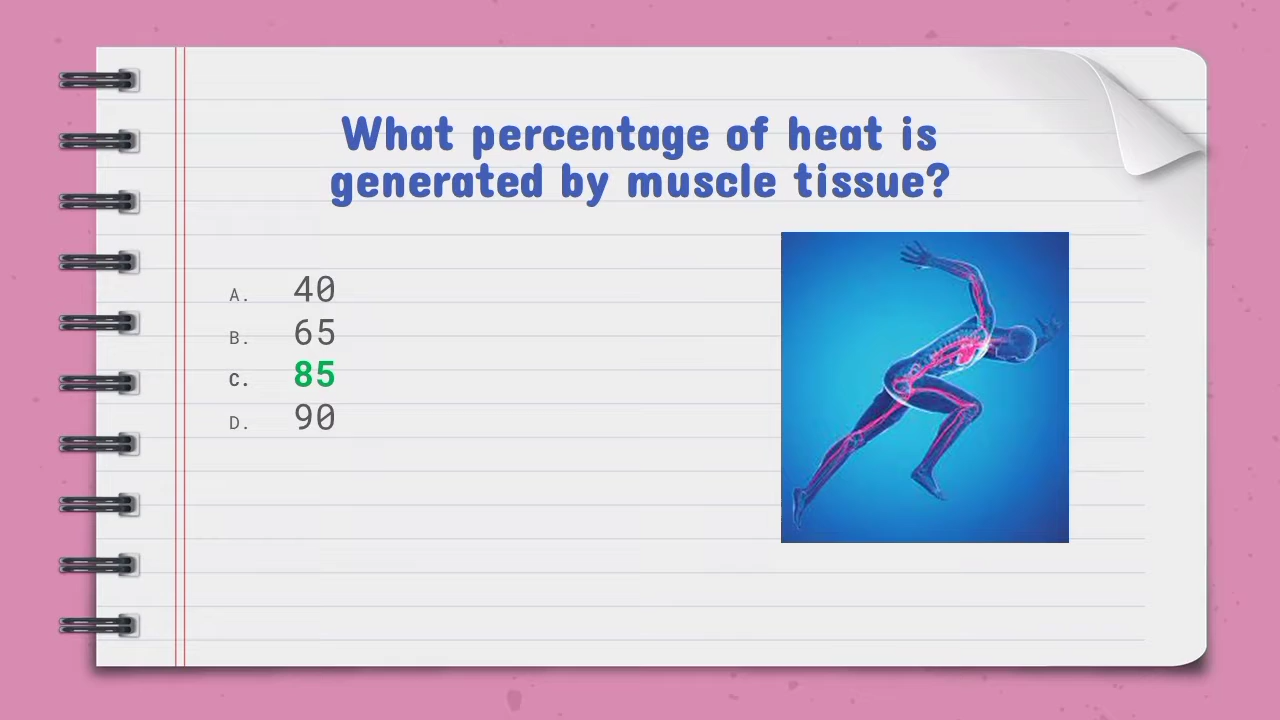 What percentage of heat is
generated by muscle tissue?
A. 40
B. 65
C. 85
D. 90